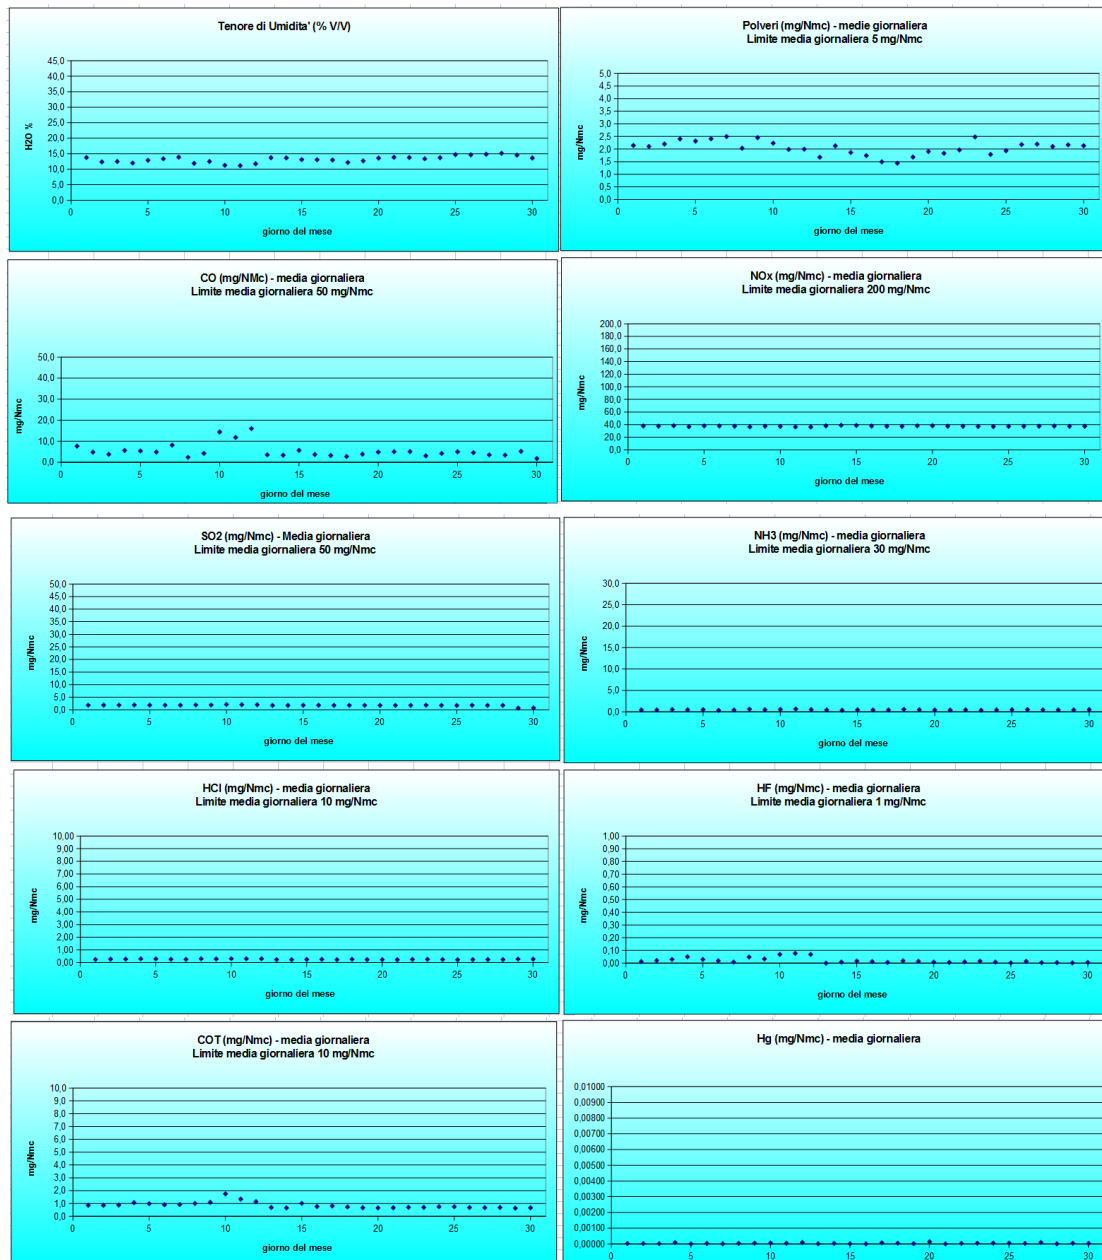 Tenore di Umidita' (% V/V)
45,0
40,0
35,0
30,0
25,0
20,0
15,0
10,0
5,0
0,0
H2O %
0 5 10 15 20 25 30
giorno del mese
Polveri (mg/Nmc) - medie giornaliera
Limite media giornaliera 5 mg/Nmc
5,0
4,5
4,0
3,5
3,0
2,5
2,0
1,5
1,0
0,5
0,0
mg/Nmc
0 5 10 15 20 25 30
giorno del mese
CO (mg/NMc) - media giornaliera
Limite media giornaliera 50 mg/Nmc
50,0
40,0
30,0
20,0
10,0
0,0
mg/Nmc
0 5 10 15 20 25 30
giorno del mese
NOx (mg/Nmc) - media giornaliera
Limite media giornaliera 200 mg/Nmc
200,0
180,0
160,0
140,0
120,0
100,0
80,0
60,0
40,0
20,0
0,0
mg/Nmc
0 5 10 15 20 25 30
giorno del mese
SO2 (mg/Nmc) - Media giornaliera
Limite media giornaliera 50 mg/Nmc
50,0
45,0
40,0
35,0
30,0
25,0
20,0
15,0
10,0
5,0
0,0
mg/Nmc
0 5 10 15 20 25 30
giorno del mese
NH3 (mg/Nmc) - media giornaliera
Limite media giornaliera 30 mg/Nmc
30,0
25,0
20,0
15,0
10,0
5,0
0,0
mg/Nmc
0 5 10 15 20 25 30
giorno del mese
HCl (mg/Nmc) - media giornaliera
Limite media giornaliera 10 mg/Nmc
10,00
9,00
8,00
7,00
6,00
5,00
4,00
3,00
2,00
1,00
0,00
mg/Nmc
0 5 10 15 20 25 30
giorno del mese
HF (mg/Nmc) - media giornaliera
Limite media giornaliera 1 mg/Nmc
1,00
0,90
0,80
0,70
0,60
0,50
0,40
0,30
0,20
0,10
0,00
mg/Nmc
0 5 10 15 20 25 30
giorno del mese
COT (mg/Nmc) - media giornaliera
Limite media giornaliera 10 mg/Nmc
10,0
9,0
8,0
7,0
6,0
5,0
4,0
3,0
2,0
1,0
0,0
mg/Nmc
0 5 10 15 20 25 30
giorno del mese
Hg (mg/Nmc) - media giornaliera
0,01000
0,00900
0,00800
0,00700
0,00600
0,00500
0,00400
0,00300
0,00200
0,00100
0,00000
mg/Nmc
0 5 10 15 20 25 30
giorno del mese